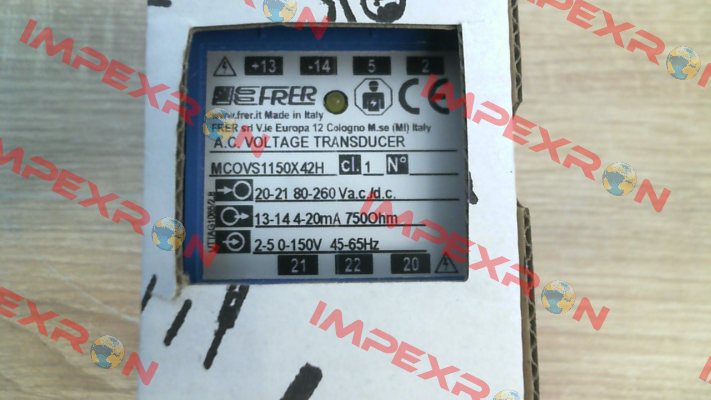 +13 -14 5 2
FRER
www.frer.it Made in Italy
FRER srl V.le Europa 12 Cologno M.se (MI) Italy
A.C. VOLTAGE TRANSDUCER
MCOVS1150X42H cl. 1 N°
20-21 80-260 Va.c./d.c.
13-14 4-20mA 750Ohm
2-5 0-150V 45-65Hz
21 22 20
IMPEXRON
IMPEXRON
IMPEXRON
IMPEXRON
IMPEXRON
IMPEXRON